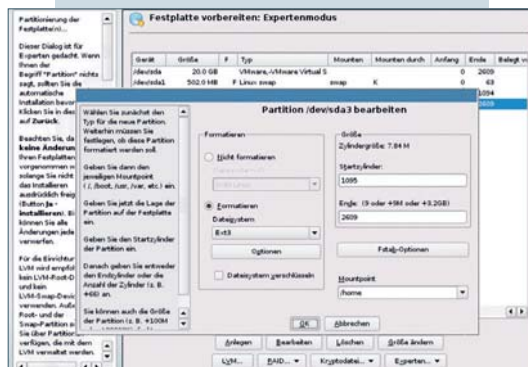 Partitionierung der
Festplatte(n)...
Dieser Dialog ist für
Experten gedacht. Wenn
Ihnen der
Begriff "Partition" nichts
sagt, sollten Sie die
automatische
Installation
Klicken Sie in
auf Zurück.
Beachten Sie,
keine Änderun
Ihren Festplatten
vorgenommen
solange Sie nicht
das Installieren
ausdrücklich
(Button Ja -
installieren).
können Sie alle
Änderungen jede
verwerfen.
Für die Einrichtu
LVM wird
kein LVM-Root-D
und kein
LVM-Swap-Devic
verwenden.
Root- und der
Swap-Partition
Sie über Partition
verfügen, die mit dem
LVM verwaltet werden.
Festplatte vorbereiten: Expertenmodus
Gerät Größe F Typ Mounten Mounten durch Anfang Ende Belegt v
/dev/sda 20.0 GB VMware,-VMware Virtual S 0 2609
/dev/sda1 502.0 MB F Linux swap swap K 0 63
1094
2609
Wählen Sie zunächst den
Typ für die neue Partition.
Weiterhin müssen Sie
festlegen, ob diese Partition
formatiert werden soll.
Geben Sie dann den
jeweiligen Mountpoint
( /, /boot, /usr, /var, etc.) ein.
Geben Sie jetzt die Lage der
Partition auf der Festplatte
ein.
Geben Sie den Startzylinder
der Partition ein.
Danach geben Sie entweder
den Endzylinder oder die
Anzahl der Zylinder (z. B.
+66) an.
Sie können auch die Größe
der Partition (z. B. +100M
Partition /dev/sda3 bearbeiten
Formatieren
Nicht formatieren
Formatieren
Dateisystem
Ext3
Optionen
Dateisystem verschlüsseln
Größe
Zylindergröße: 7.84 M
Startzylinder:
1095
Ende: (9 oder +9M oder +3.2GB)
2609
Fstab-Optionen
Mountpoint
/home
OK Abbrechen
Anlegen Bearbeiten Löschen Größe ändern
LVM... RAID... Kryptodatei... Experten...